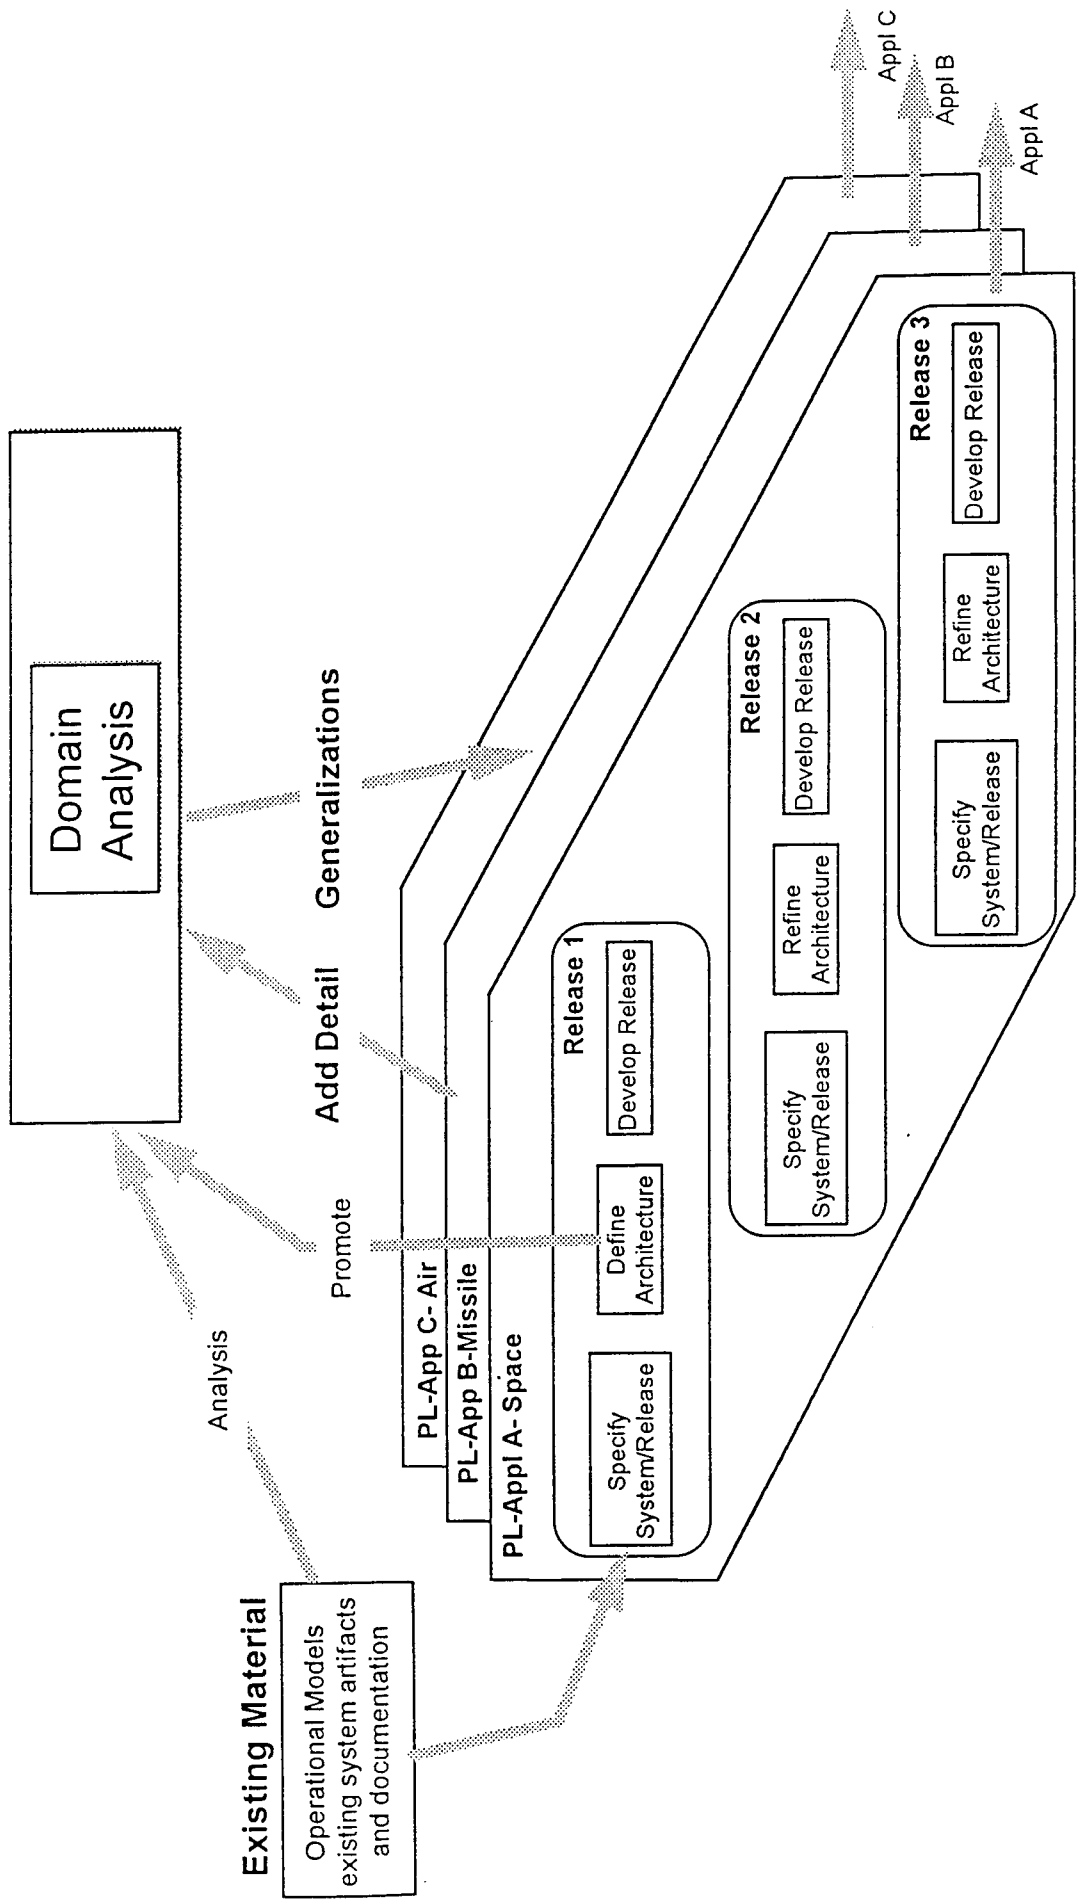 Domain
Analysis
Existing Material
Operational Models
existing system artifacts
and documentation
Analysis
Promote
Add Detail
Generalizations
PL-App C- Air
PL-App B-Missile
PL-Appl A- Space
Release 1
Specify
System/Release
Define
Architecture
Develop Release
Release 2
Specify
System/Release
Refine
Architecture
Develop Release
Release 3
Specify
System/Release
Refine
Architecture
Develop Release
Appl C
Appl B
Appl A